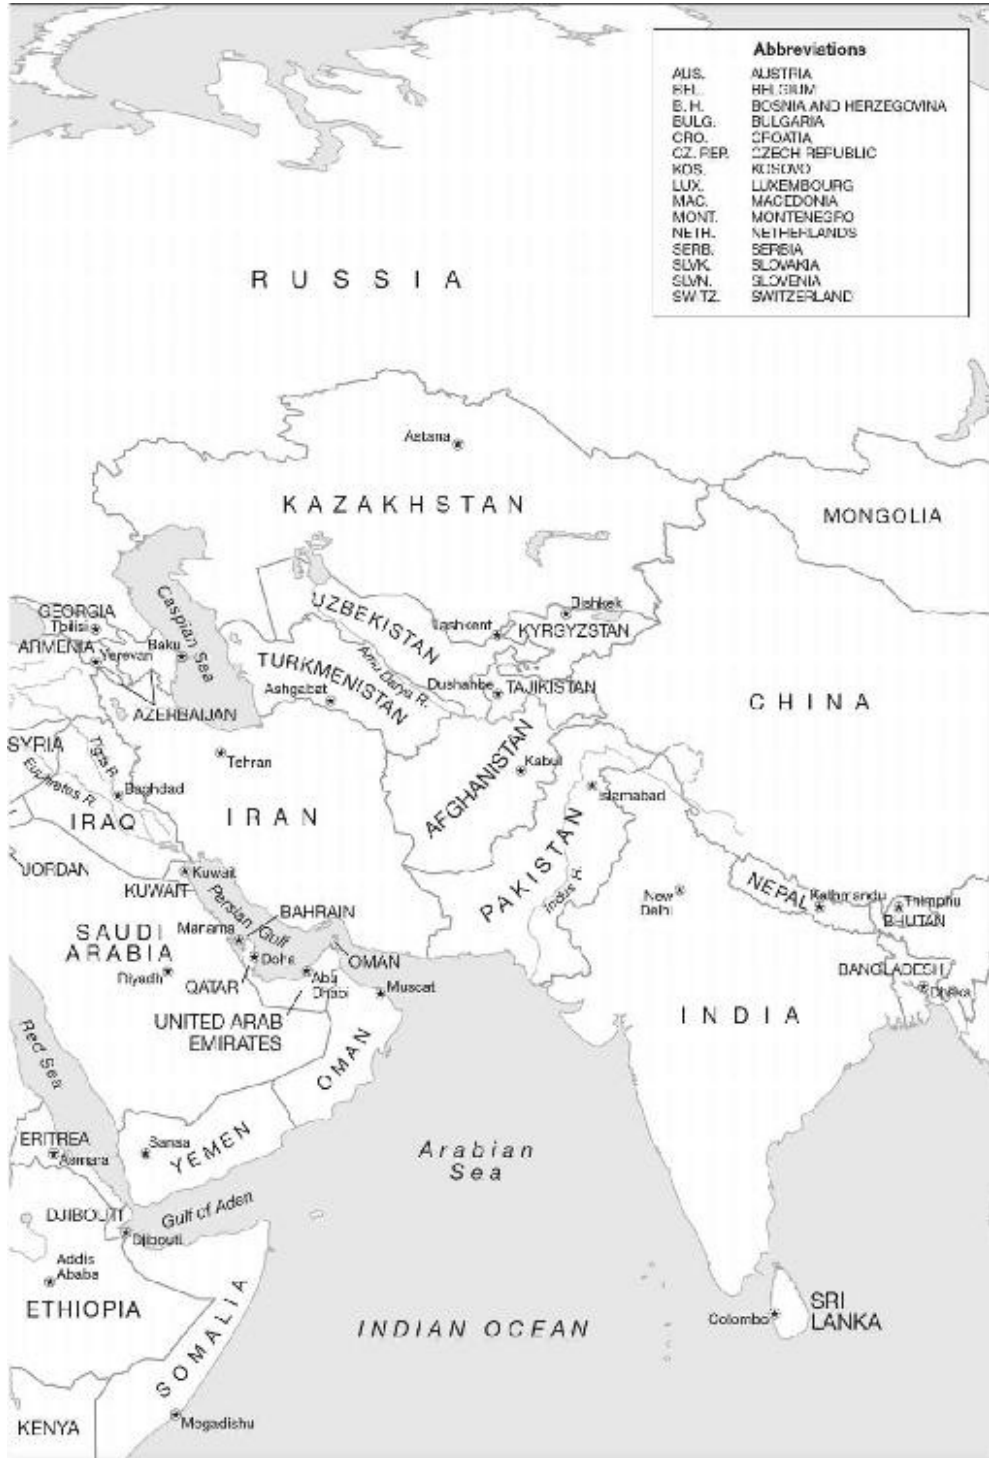 Abbreviations
AUS. AUSTRIA
BEL. BELGIUM
B. H. BOSNIA AND HERZEGOVINA
BULG. BULGARIA
CRO. CROATIA
CZ. REP. CZECH REPUBLIC
KOS. KOSOVO
LUX. LUXEMBOURG
MAC. MACEDONIA
MONT. MONTENEGRO
NETH. NETHERLANDS
SERB. SERBIA
SLVK. SLOVAKIA
SLVN. SLOVENIA
SWITZ. SWITZERLAND
RUSSIA
Astana
KAZAKHSTAN
MONGOLIA
Caspian Sea
UZBEKISTAN
Bishkek
GEORGIA
Tbilisi
Tashkent
KYRGYZSTAN
ARMENIA
Yerevan
Baku
TURKMENISTAN
Amu Darya R.
Ashgabat
Dushanbe
TAJIKISTAN
AZERBAIJAN
CHINA
SYRIA
Tigris R.
Tehran
Kabul
AFGHANISTAN
Euphrates R.
Baghdad
Islamabad
IRAQ
IRAN
PAKISTAN
Indus R.
JORDAN
Kuwait
KUWAIT
Persian Gulf
New
Delhi
NEPAL
Kathmandu
Thimphu
BHUTAN
BAHRAIN
Manama
SAUDI
ARABIA
Doha
OMAN
Riyadh
QATAR
Abu
Dhabi
Muscat
BANGLADESH
Dhaka
UNITED ARAB
EMIRATES
INDIA
Red Sea
OMAN
ERITREA
Asmara
Sanaa
YEMEN
Arabian
Sea
DJIBOUTI
Djibouti
Gulf of Aden
Addis
Ababa
ETHIOPIA
SOMALIA
INDIAN OCEAN
Colombo
SRI
LANKA
KENYA
Mogadishu